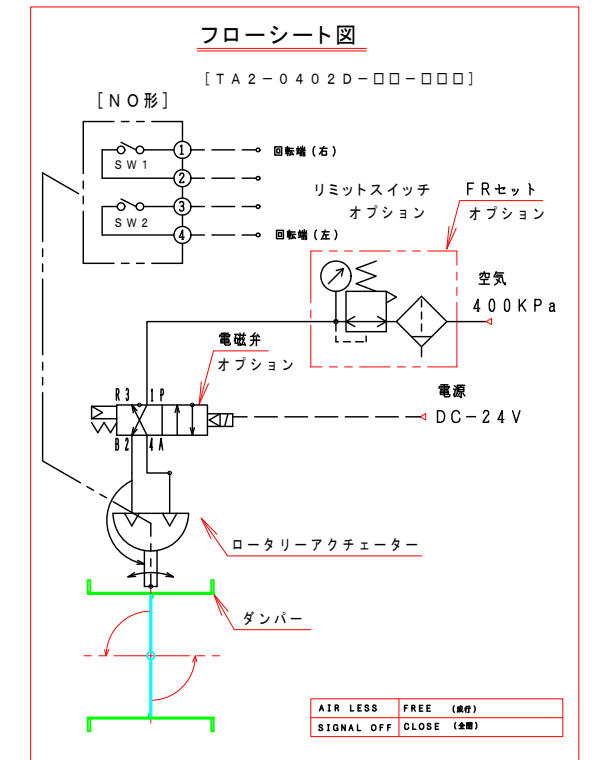 フローシート図
[TA2-0402D-□□-□□□]
[NO形]
1
SW1
回転端(右)
2
3
SW2
4
回転端(左)
リミットスイッチ
オプション
FRセット
オプション
空気
400KPa
電磁弁
オプション
R3 1P
B2 4A
電源
DC-24V
ロータリーアクチェーター
ダンパー
AIR LESS FREE (成行)
SIGNAL OFF CLOSE (全閉)